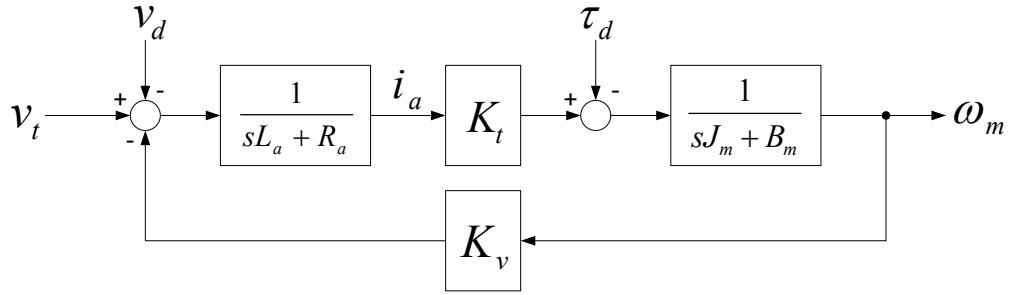 v_d
τ_d
+
-
1
sL_a + R_a
i_a
K_t
+
-
1
sJ_m + B_m
v_t
ω_m
-
K_v